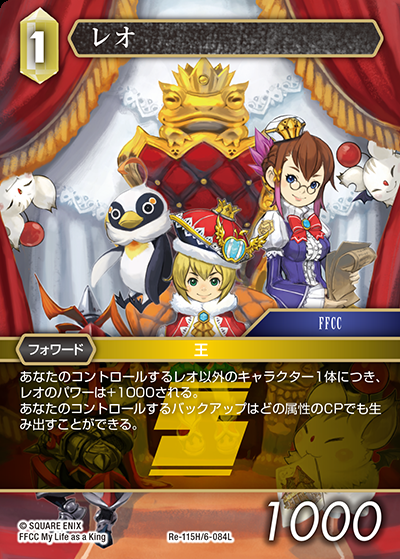 1
レオ
FFCC
フォワード
王
あなたのコントロールするレオ以外のキャラクター1体につき、
レオのパワーは+1000される。
あなたのコントロールするバックアップはどの属性のCPでも生
み出すことができる。
© SQUARE ENIX
FFCC My Life as a King
Re-115H/6-084L
1000